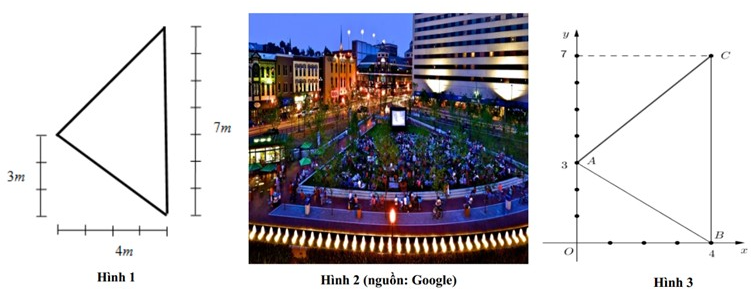 3m
7m
4m
Hình 1
Hình 2 (nguồn: Google)
y
7
C
3
A
O
B
4
x
Hình 3